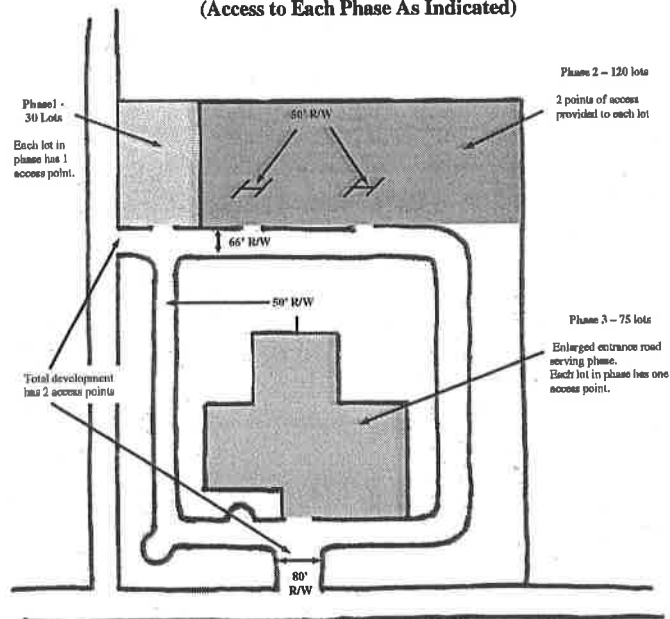 (Access to Each Phase As Indicated)
Phase 2 – 120 lots
2 points of access
provided to each lot
Phase1 -
30 Lots
Each lot in
phase has 1
access point.
50' R/W
66' R/W
50' R/W
Phase 3 – 75 lots
Enlarged entrance road
serving phase.
Each lot in phase has one
access point.
Total development
has 2 access points
80'
R/W